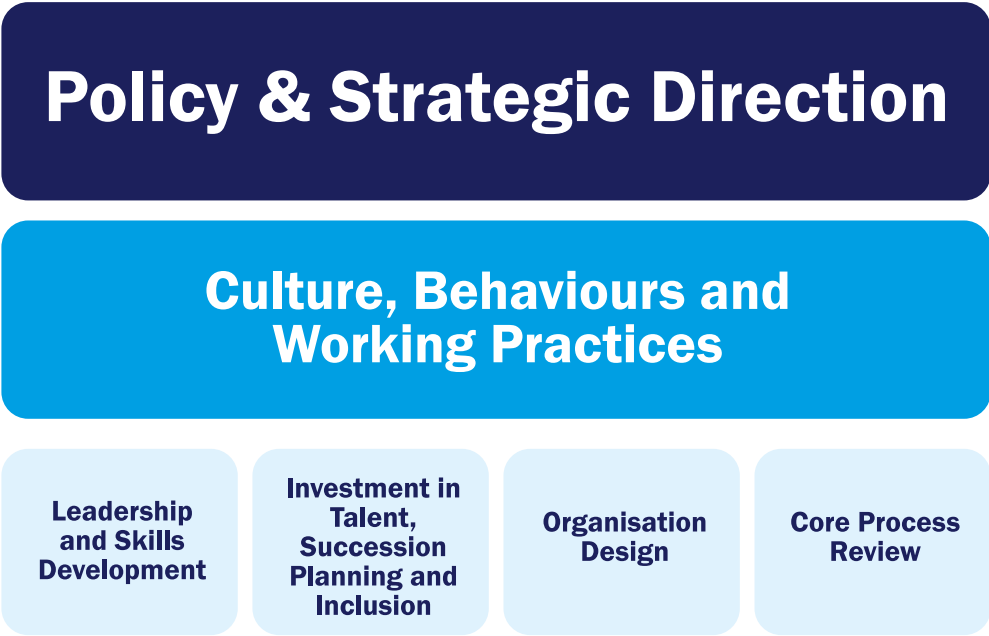 Policy & Strategic Direction
Culture, Behaviours and
Working Practices
Leadership
and Skills
Development
Investment in
Talent,
Succession
Planning and
Inclusion
Organisation
Design
Core Process
Review